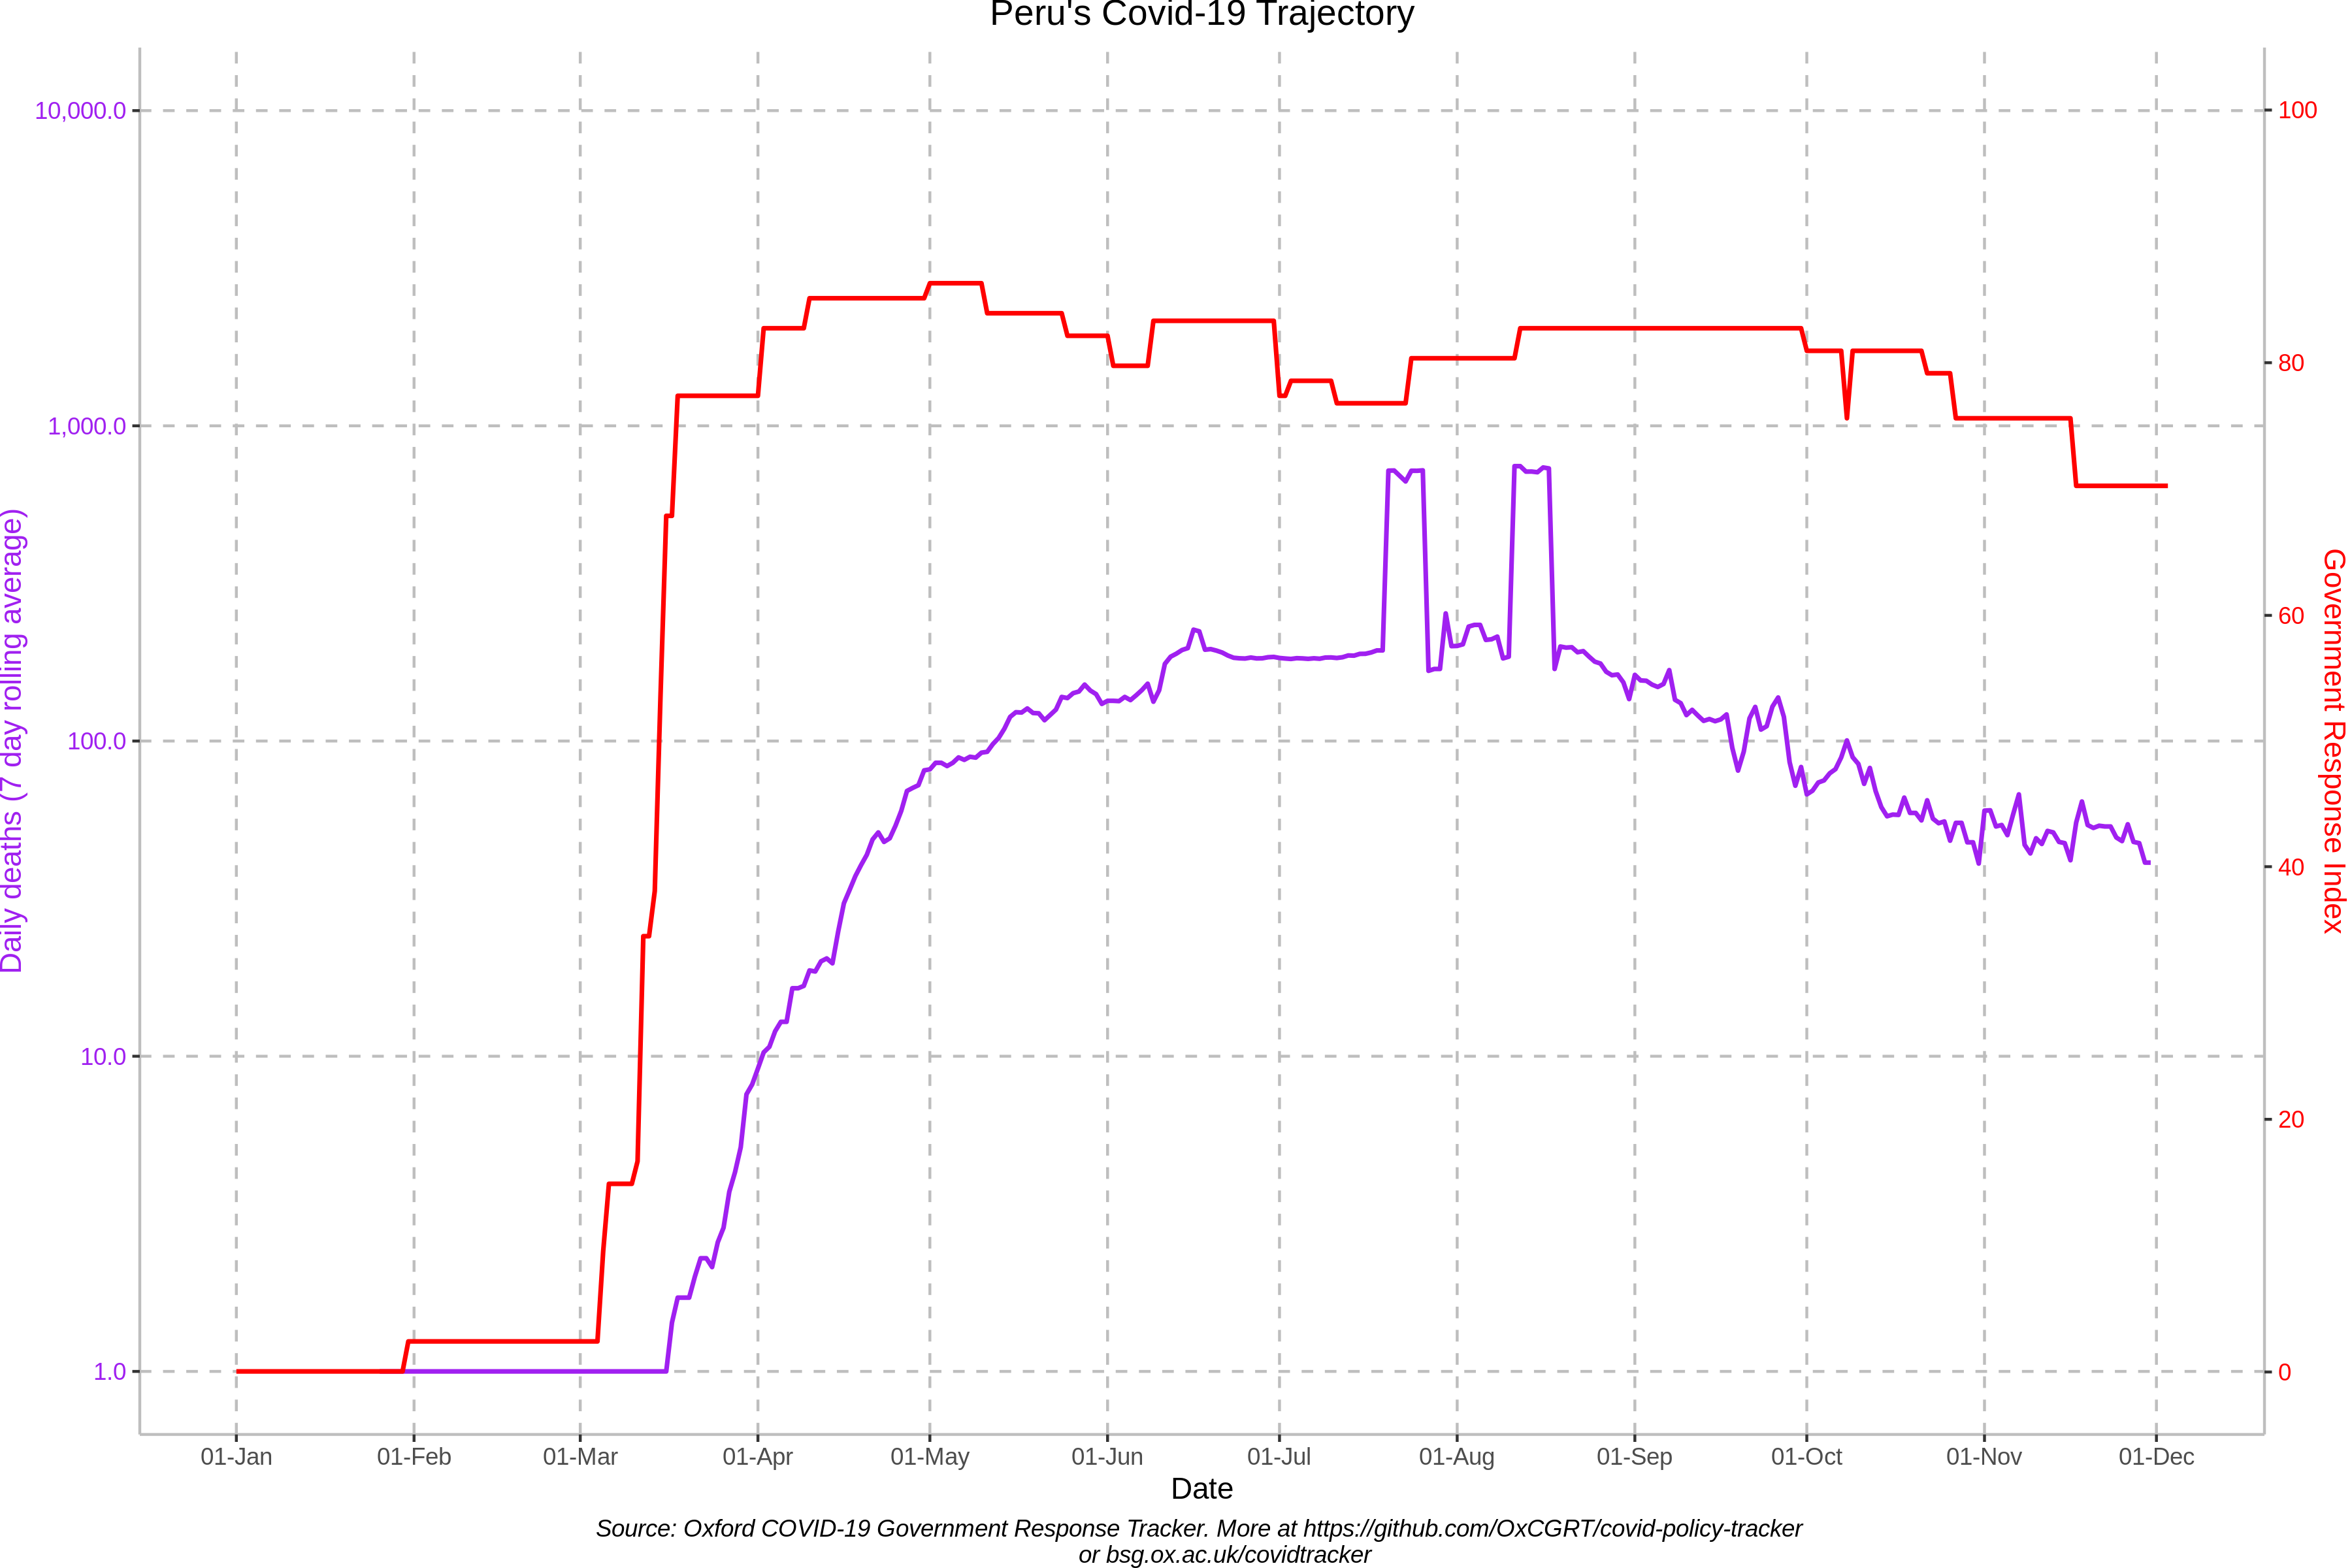 Peru's Covid-19 Trajectory
10,000.0
1,000.0
100.0
10.0
1.0
Daily deaths (7 day rolling average)
100
80
60
40
20
0
Government Response Index
01-Jan 01-Feb 01-Mar 01-Apr 01-May 01-Jun 01-Jul 01-Aug 01-Sep 01-Oct 01-Nov 01-Dec
Date
Source: Oxford COVID-19 Government Response Tracker. More at https://github.com/OxCGRT/covid-policy-tracker
or bsg.ox.ac.uk/covidtracker